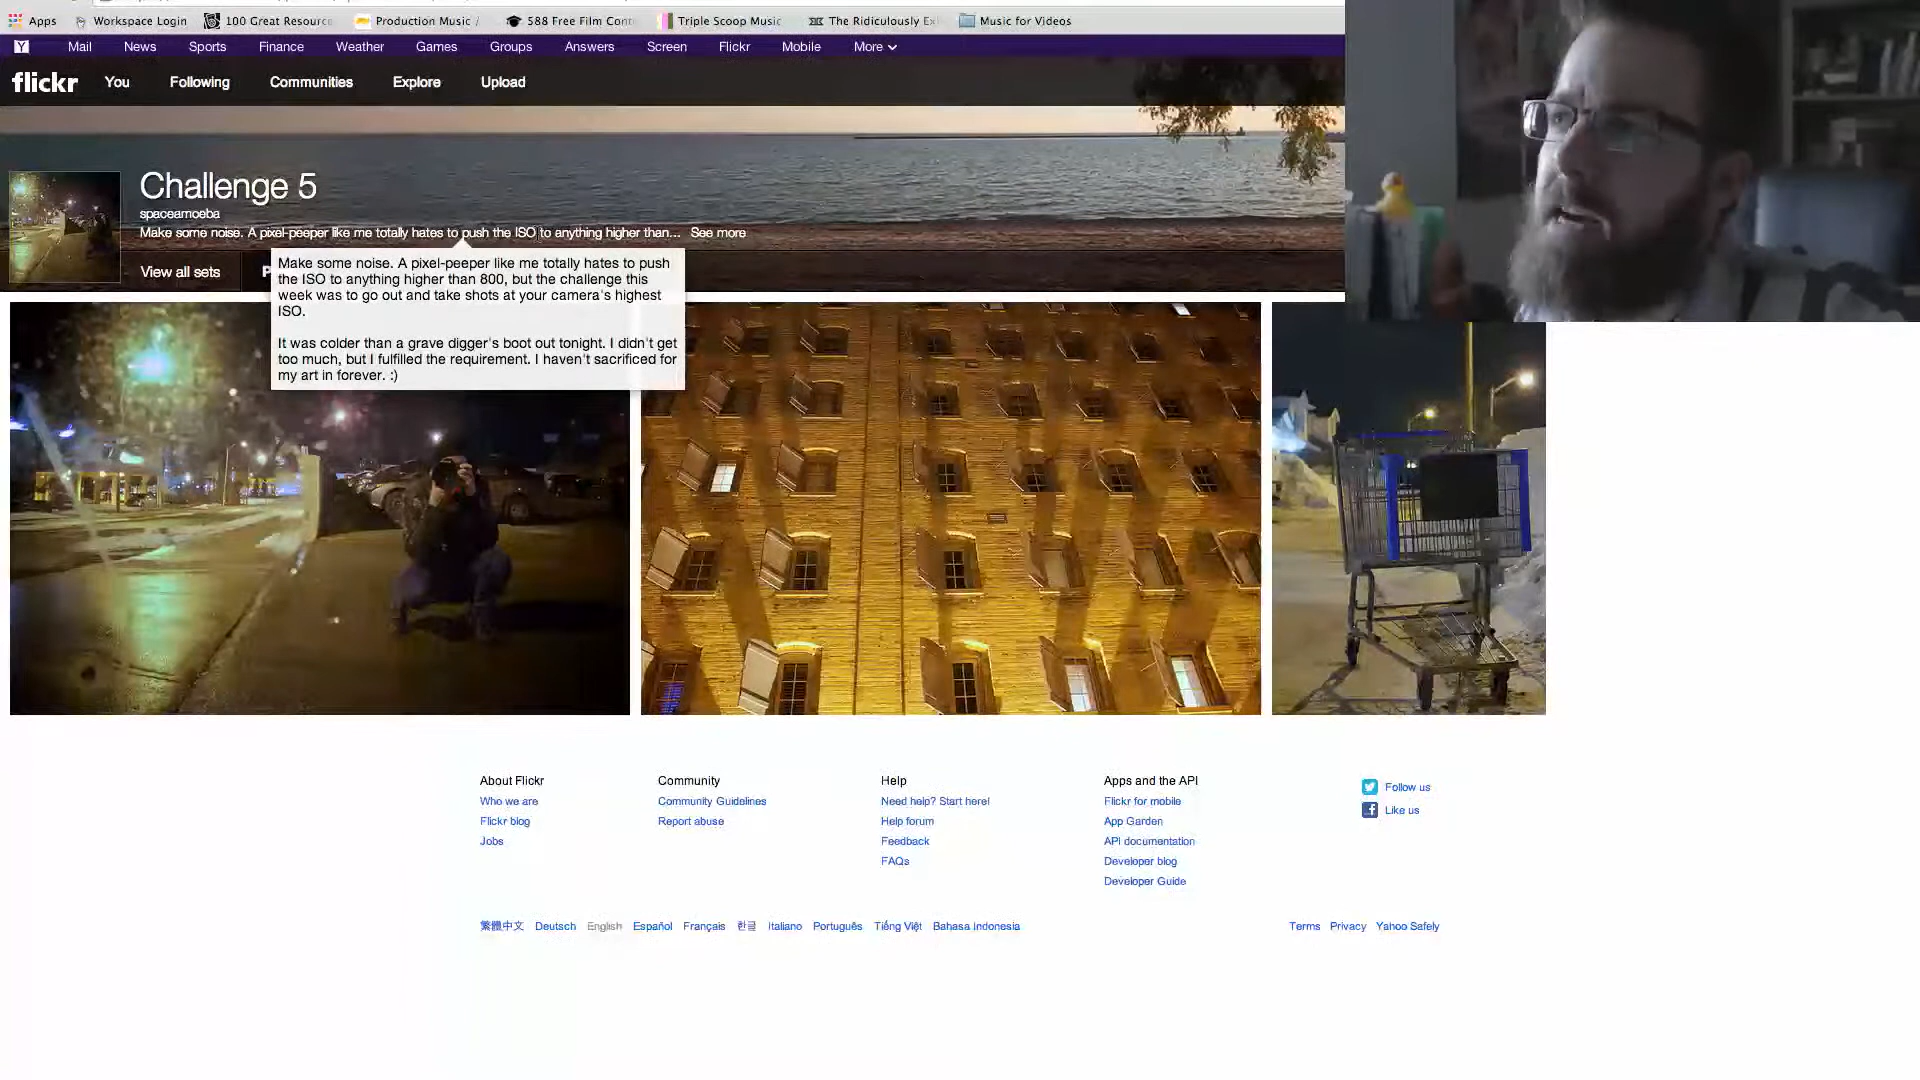 Apps Workspace Login 100 Great Resourc Production Music / 588 Free Film Cont Triple Scoop Music The Ridiculously Ex Music for Videos
Y Mail News Sports Finance Weather Games Groups Answers Screen Flickr Mobile More
flickr You Following Communities Explore Upload
Challenge 5
spaceamoeba
Make some noise. A pixel-peeper like me totally hates to push the ISO to anything higher than... See more
View all sets
Make some noise. A pixel-peeper like me totally hates to push
the ISO to anything higher than 800, but the challenge this
week was to go out and take shots at your camera's highest
ISO.
It was colder than a grave digger's boot out tonight. I didn't get
too much, but I fulfilled the requirement. I haven't sacrificed for
my art in forever. :)
About Flickr
Who we are
Flickr blog
Jobs
Community
Community Guidelines
Report abuse
Help
Need help? Start here!
Help forum
Feedback
FAQs
Apps and the API
Flickr for mobile
App Garden
API documentation
Developer blog
Developer Guide
Follow us
Like us
繁體中文 Deutsch English Español Français 한글 Italiano Português Tiếng Việt Bahasa Indonesia
Terms Privacy Yahoo Safely